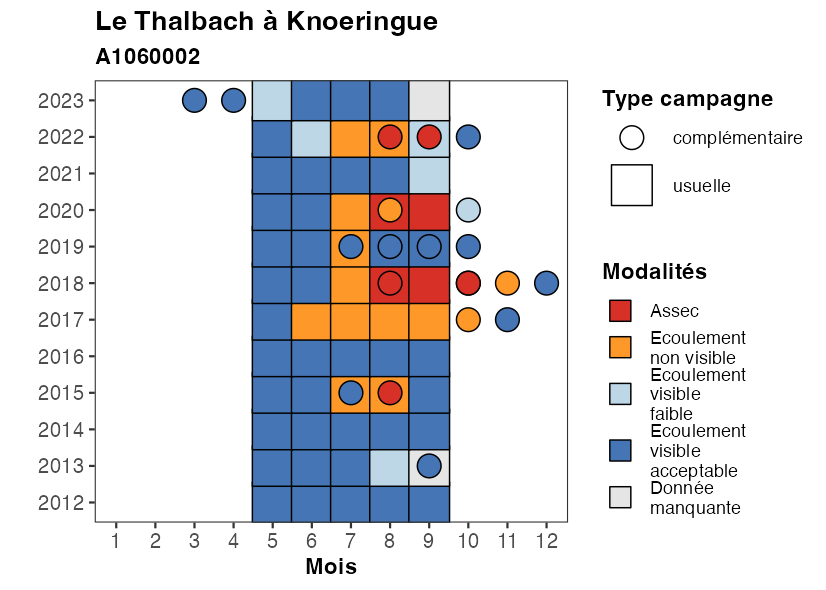 Le Thalbach à Knoeringue
A1060002
2023
2022
2021
2020
2019
2018
2017
2016
2015
2014
2013
2012
1 2 3 4 5 6 7 8 9 10 11 12
Mois
Type campagne
complémentaire
usuelle
Modalités
Assec
Ecoulement
non visible
Ecoulement
visible
faible
Ecoulement
visible
acceptable
Donnée
manquante